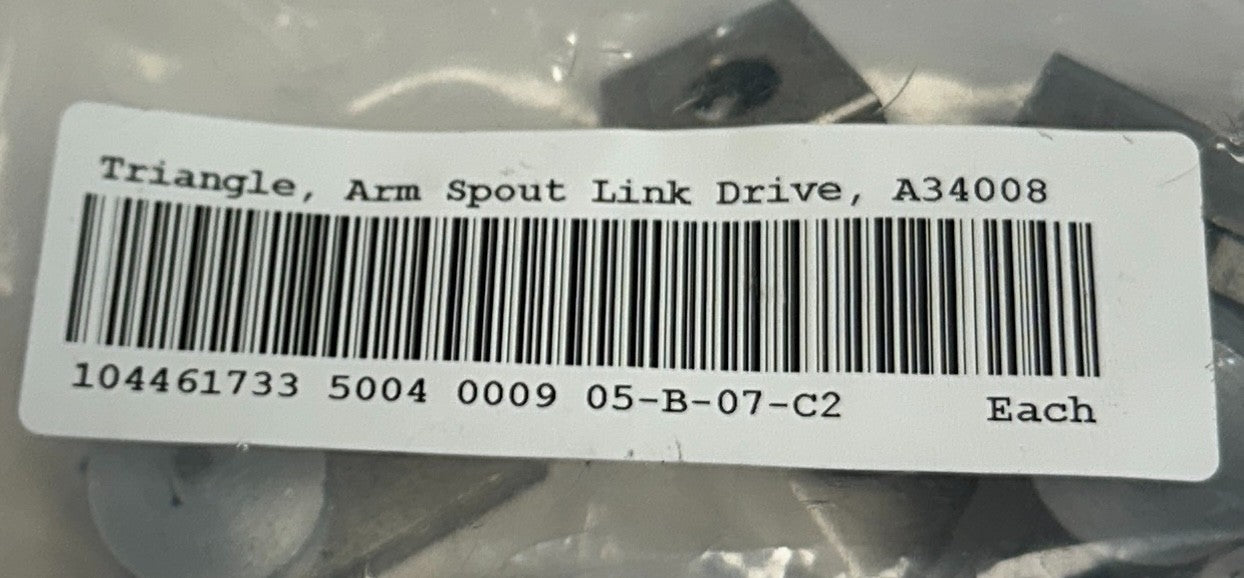 Triangle, Arm Spout Link Drive, A34008
104461733 5004 0009 05-B-07-C2 Each